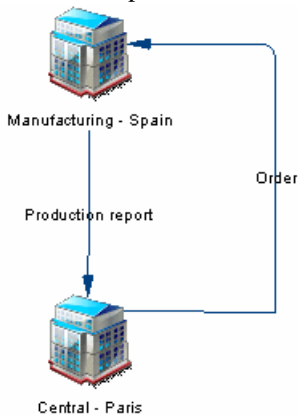 Manufacturing - Spain
Order
Production report
Central - Paris